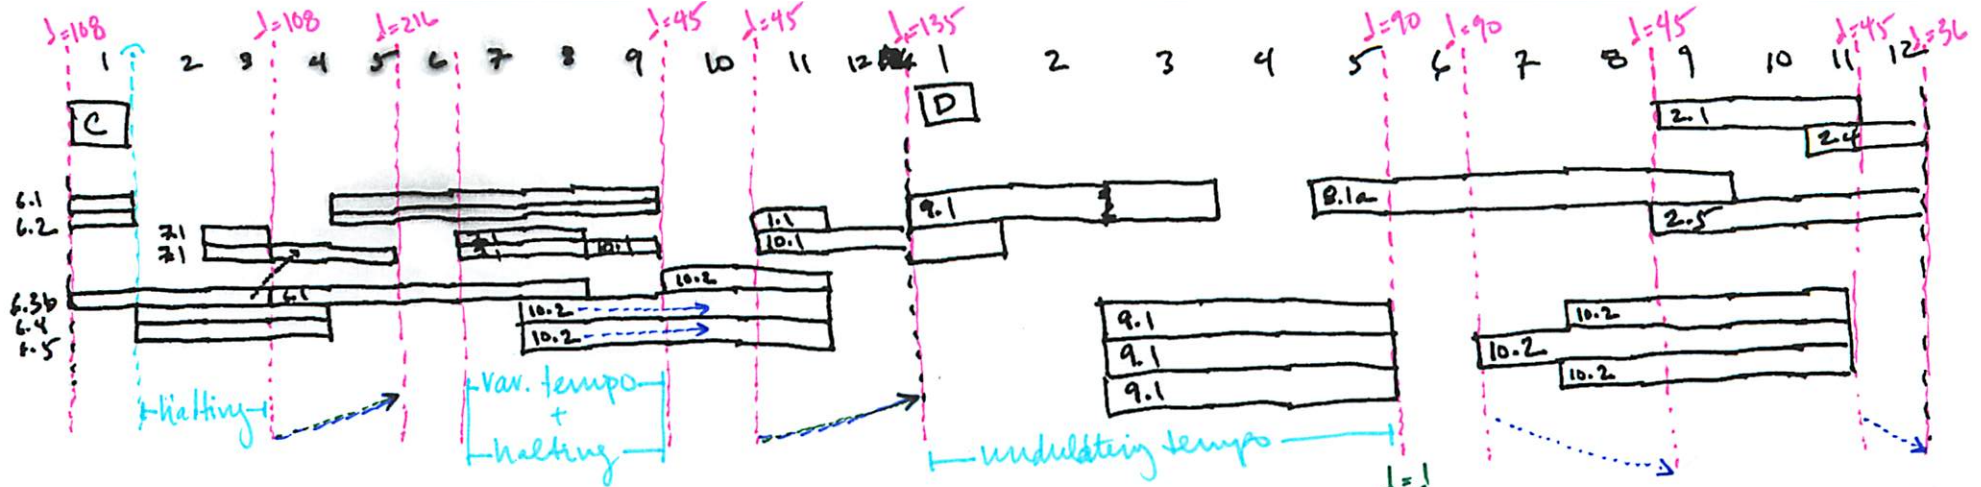 ♩=108 ♩=108 ♩=216 ♩=45 ♩=45 ♩=135 ♩=90 ♩=90 ♩=45 ♩=45 ♩=36
1 2 3 4 5 6 7 8 9 10 11 12 1 2 3 4 5 6 7 8 9 10 11 12
C D 2.1
2.4
6.1 9.1 8.1a
6.2 7.1 1.1 2.5
7.1 10.1 10.1
10.2
6.3b 6.1 10.2 9.1 10.2
6.4 10.2 9.1 10.2
6.5 9.1 10.2
halting var. tempo
+
halting undulating tempo
♩=♩